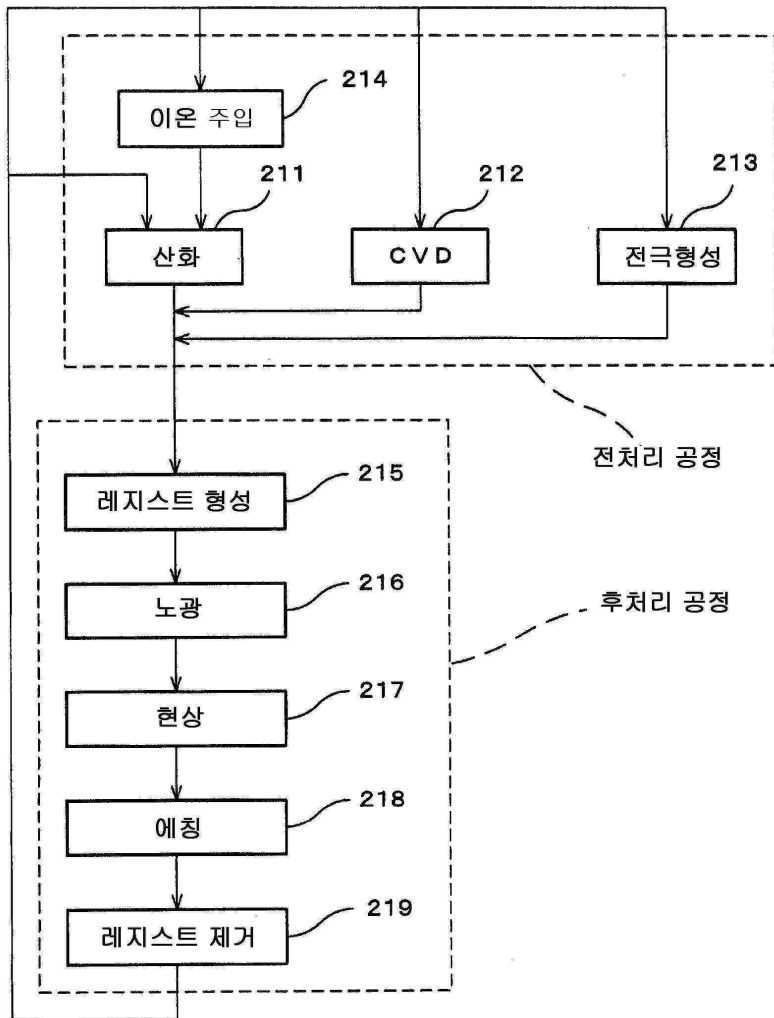 214
이온 주입
211
212
213
산화
CVD
전극형성
전처리 공정
215
레지스트 형성
216
노광
후처리 공정
217
현상
218
에칭
219
레지스트 제거